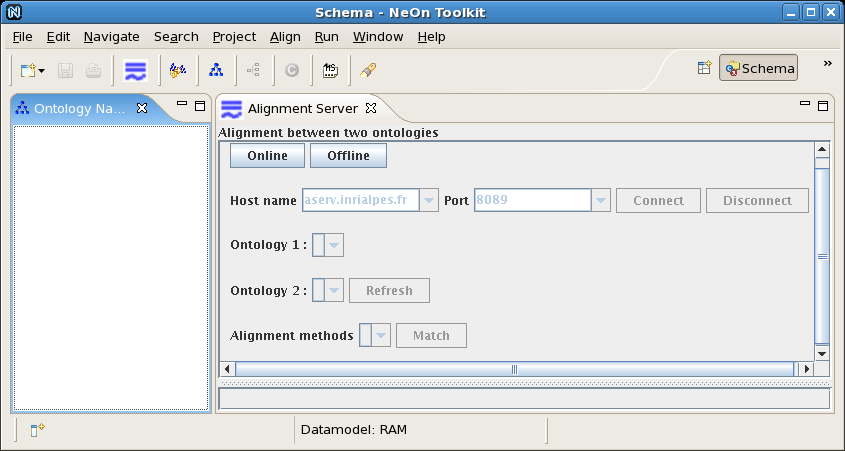 Schema - NeOn Toolkit
File Edit Navigate Search Project Align Run Window Help
Schema »
Ontology Na... Alignment Server
Alignment between two ontologies
Online Offline
Host name aserv.inrialpes.fr Port 8089 Connect Disconnect
Ontology 1 :
Ontology 2 : Refresh
Alignment methods Match
Datamodel: RAM